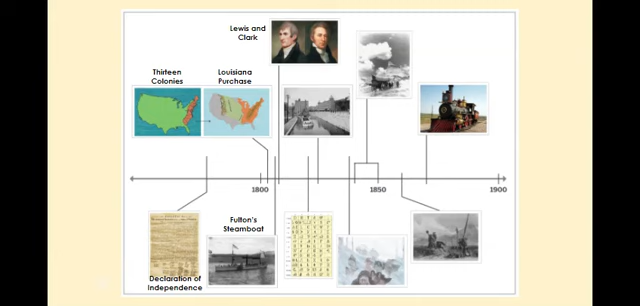 Lewis and
Clark
Thirteen
Colonies
Louisiana
Purchase
1800
1850
1900
Fulton's
Steamboat
Declaration of
Independence